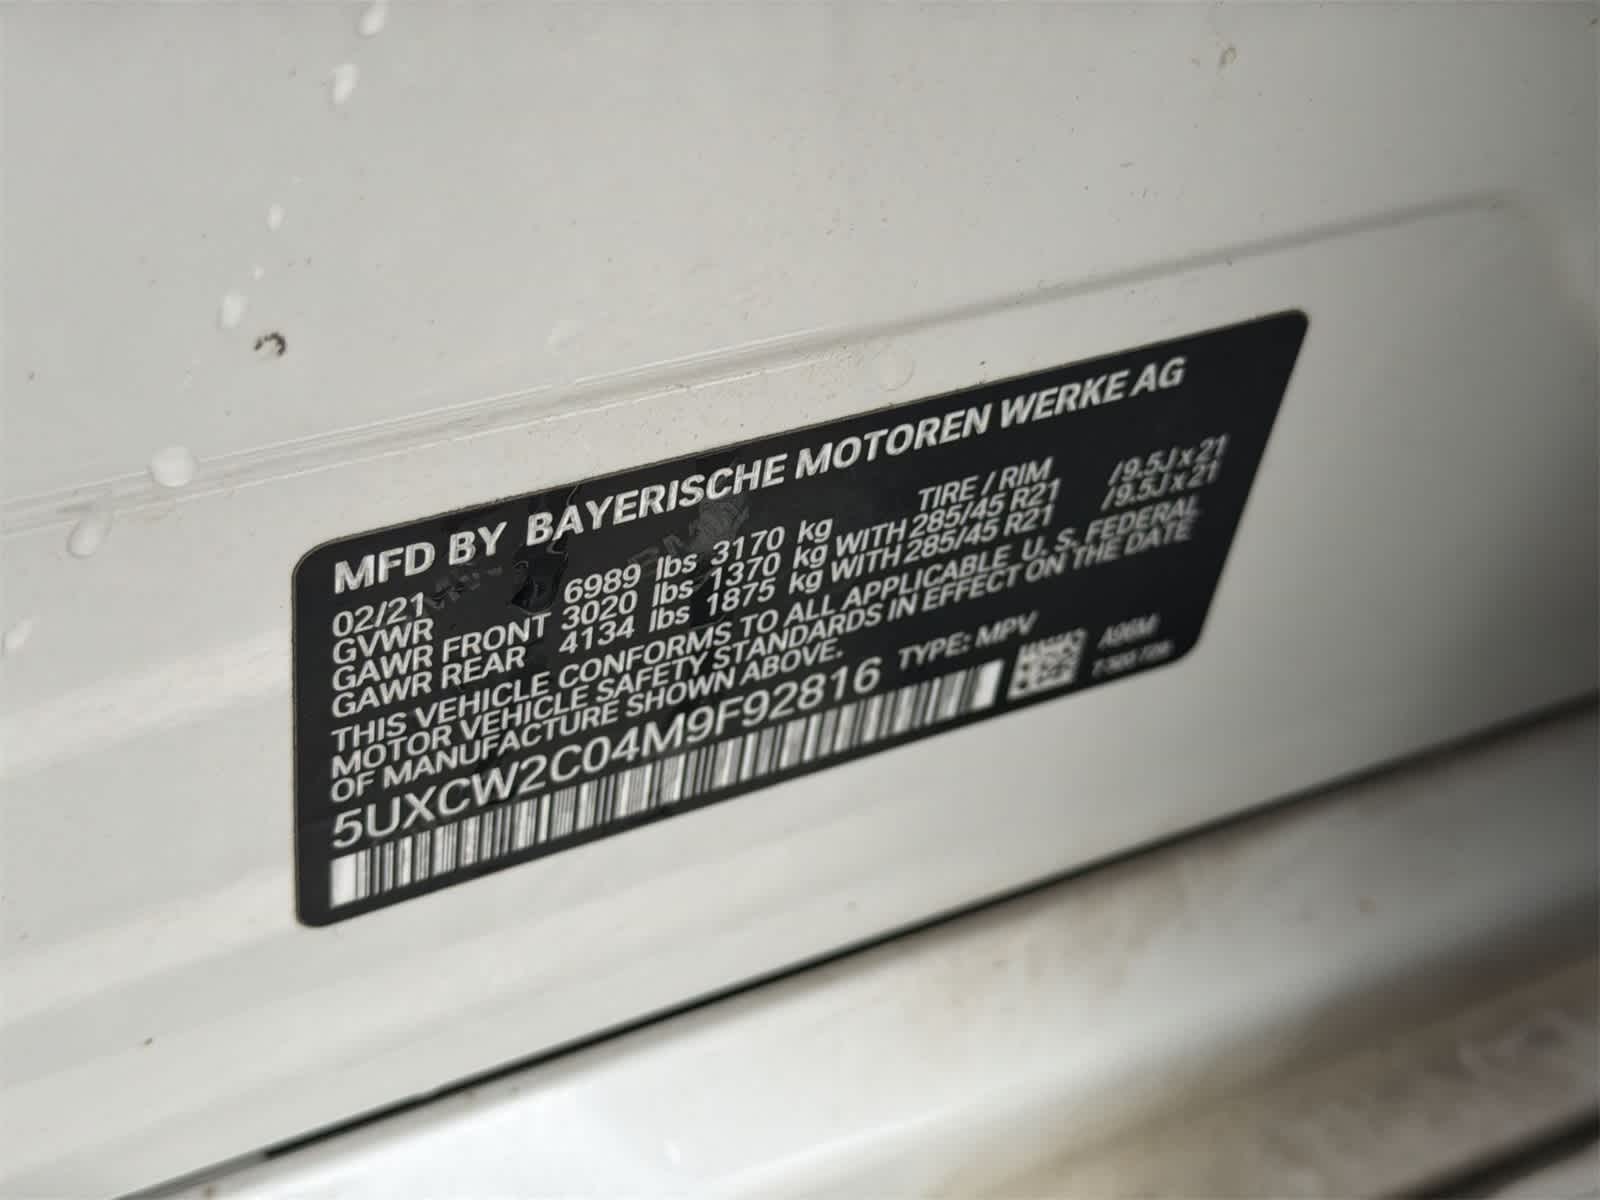 MFD BY BAYERISCHE MOTOREN WERKE AG
02/21 TIRE / RIM
GVWR 6989 lbs 3170 kg
GAWR FRONT 3020 lbs 1370 kg WITH 285/45 R21 /9.5J x 21
GAWR REAR 4134 lbs 1875 kg WITH 285/45 R21 /9.5J x 21
THIS VEHICLE CONFORMS TO ALL APPLICABLE U. S. FEDERAL
MOTOR VEHICLE SAFETY STANDARDS IN EFFECT ON THE DATE
OF MANUFACTURE SHOWN ABOVE.
5UXCW2C04M9F92816 TYPE: MPV A96M